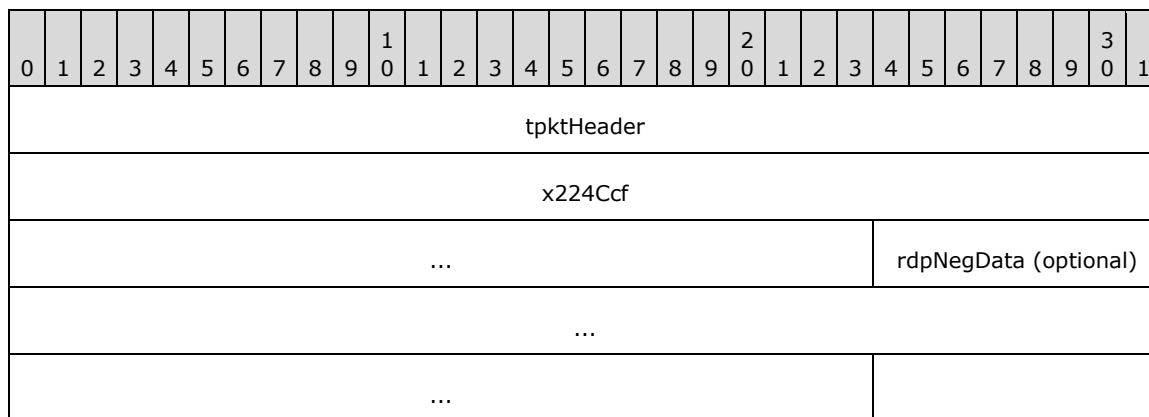 1 2 3
0 1 2 3 4 5 6 7 8 9 0 1 2 3 4 5 6 7 8 9 0 1 2 3 4 5 6 7 8 9 0 1
tpktHeader
x224Ccf
... rdpNegData (optional)
...
...